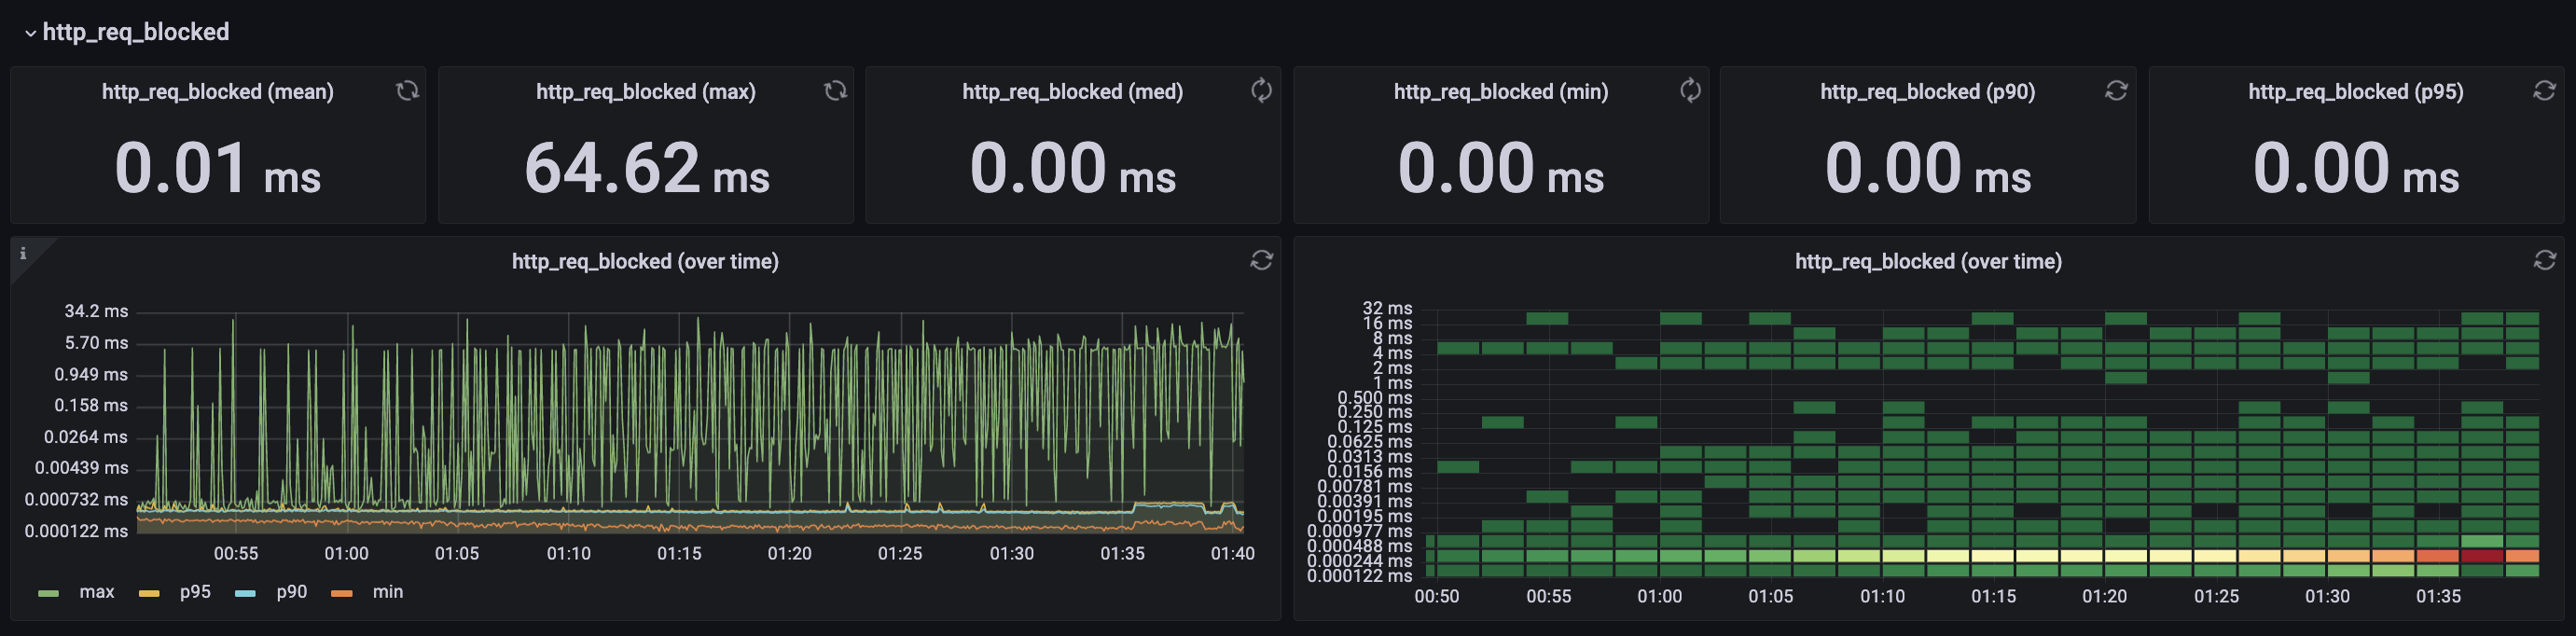 http_req_blocked
http_req_blocked (mean)
0.01 ms
http_req_blocked (max)
64.62 ms
http_req_blocked (med)
0.00 ms
http_req_blocked (min)
0.00 ms
http_req_blocked (p90)
0.00 ms
http_req_blocked (p95)
0.00 ms
i
http_req_blocked (over time)
34.2 ms
5.70 ms
0.949 ms
0.158 ms
0.0264 ms
0.00439 ms
0.000732 ms
0.000122 ms
00:55 01:00 01:05 01:10 01:15 01:20 01:25 01:30 01:35 01:40
max p95 p90 min
http_req_blocked (over time)
32 ms
16 ms
8 ms
4 ms
2 ms
1 ms
0.500 ms
0.250 ms
0.125 ms
0.0625 ms
0.0313 ms
0.0156 ms
0.00781 ms
0.00391 ms
0.00195 ms
0.000977 ms
0.000488 ms
0.000244 ms
0.000122 ms
00:50 00:55 01:00 01:05 01:10 01:15 01:20 01:25 01:30 01:35